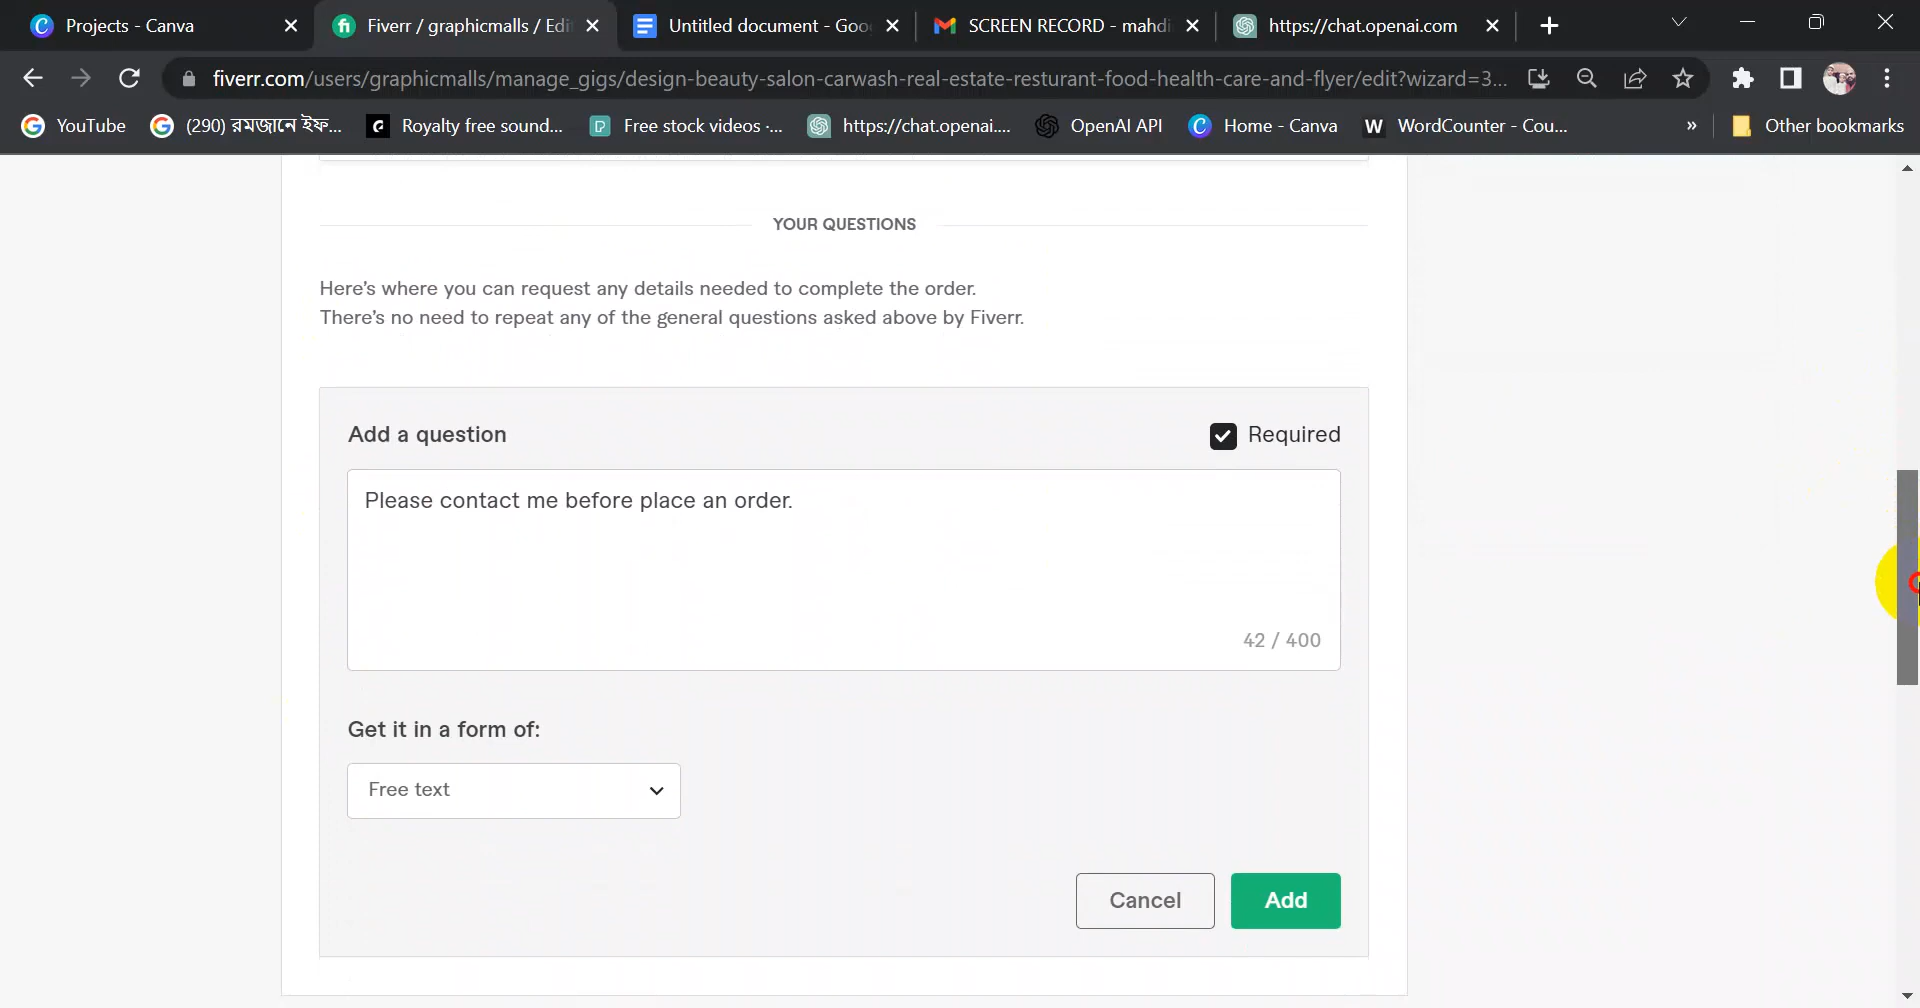 Projects - Canva
Fiverr / graphicmalls / Edi
Untitled document - Goo
SCREEN RECORD - mahdi
https://chat.openai.com
fiverr.com/users/graphicmalls/manage_gigs/design-beauty-salon-carwash-real-estate-resturant-food-health-care-and-flyer/edit?wizard=3...
YouTube
(290) রমজানে ইফ...
Royalty free sound...
Free stock videos ·...
https://chat.openai....
OpenAI API
Home - Canva
W WordCounter - Cou...
»
Other bookmarks
YOUR QUESTIONS
Here's where you can request any details needed to complete the order.
There's no need to repeat any of the general questions asked above by Fiverr.
Add a question
Required
Please contact me before place an order.
42 / 400
Get it in a form of:
Free text
Cancel
Add